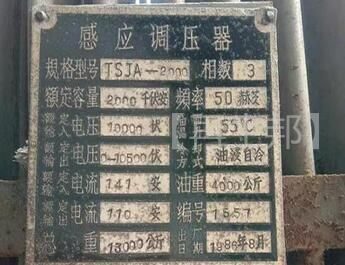 感应调压器
规格型号 TSJA-2000 相数 3
额定容量 2000 千伏安 频率 50 赫芝
额定输入电压 10000 伏 55℃
额定输出电压 0-10500 伏 方式 油浸自冷
额定输入电流 141 安 油重 4000 公斤
额定输出电流 110 安 编号 1557
总重 13000 公斤 出厂日期 1986年8月